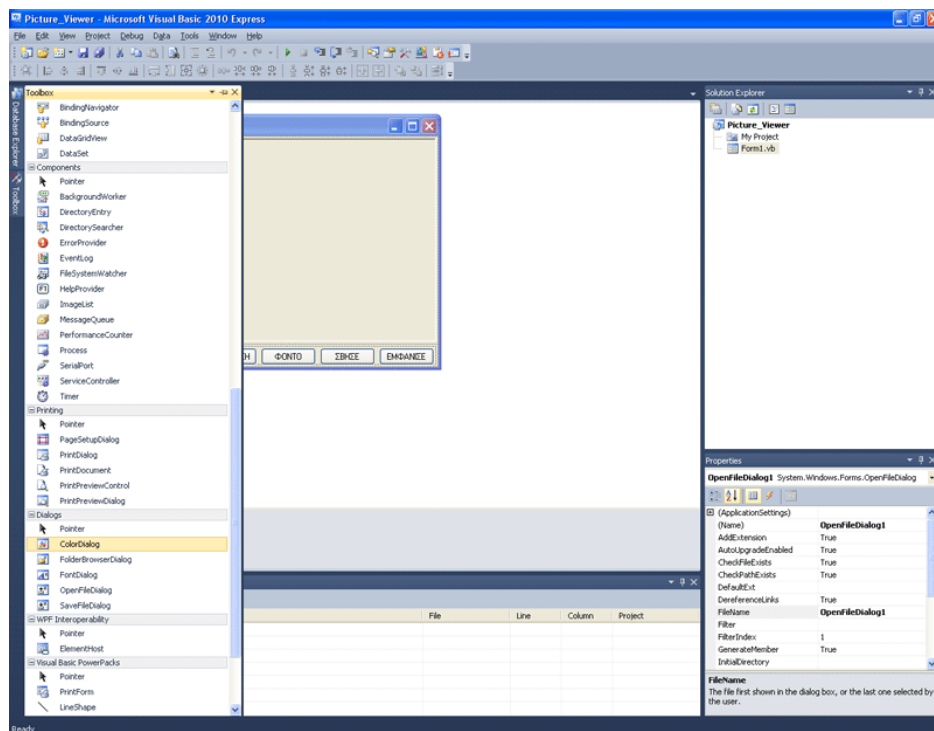 Picture_Viewer - Microsoft Visual Basic 2010 Express
File Edit View Project Debug Data Tools Window Help
Database Explorer
Toolbox
Toolbox
BindingNavigator
BindingSource
DataGridView
DataSet
Components
Pointer
BackgroundWorker
DirectoryEntry
DirectorySearcher
ErrorProvider
EventLog
FileSystemWatcher
HelpProvider
ImageList
MessageQueue
PerformanceCounter
Process
SerialPort
ServiceController
Timer
Printing
Pointer
PageSetupDialog
PrintDialog
PrintDocument
PrintPreviewControl
PrintPreviewDialog
Dialogs
Pointer
ColorDialog
FolderBrowserDialog
FontDialog
OpenFileDialog
SaveFileDialog
WPF Interoperability
Pointer
ElementHost
Visual Basic PowerPacks
Pointer
PrintForm
LineShape
Η ΦΟΝΤΟ ΣΒΗΣΕ ΕΜΦΑΝΙΣΕ
File Line Column Project
Solution Explorer
Picture_Viewer
My Project
Form1.vb
Properties
OpenFileDialog1 System.Windows.Forms.OpenFileDialog
(ApplicationSettings)
(Name) OpenFileDialog1
AddExtension True
AutoUpgradeEnabled True
CheckFileExists True
CheckPathExists True
DefaultExt
DereferenceLinks True
FileName OpenFileDialog1
Filter
FilterIndex 1
GenerateMember True
InitialDirectory
FileName
The file first shown in the dialog box, or the last one selected by
the user.
Ready